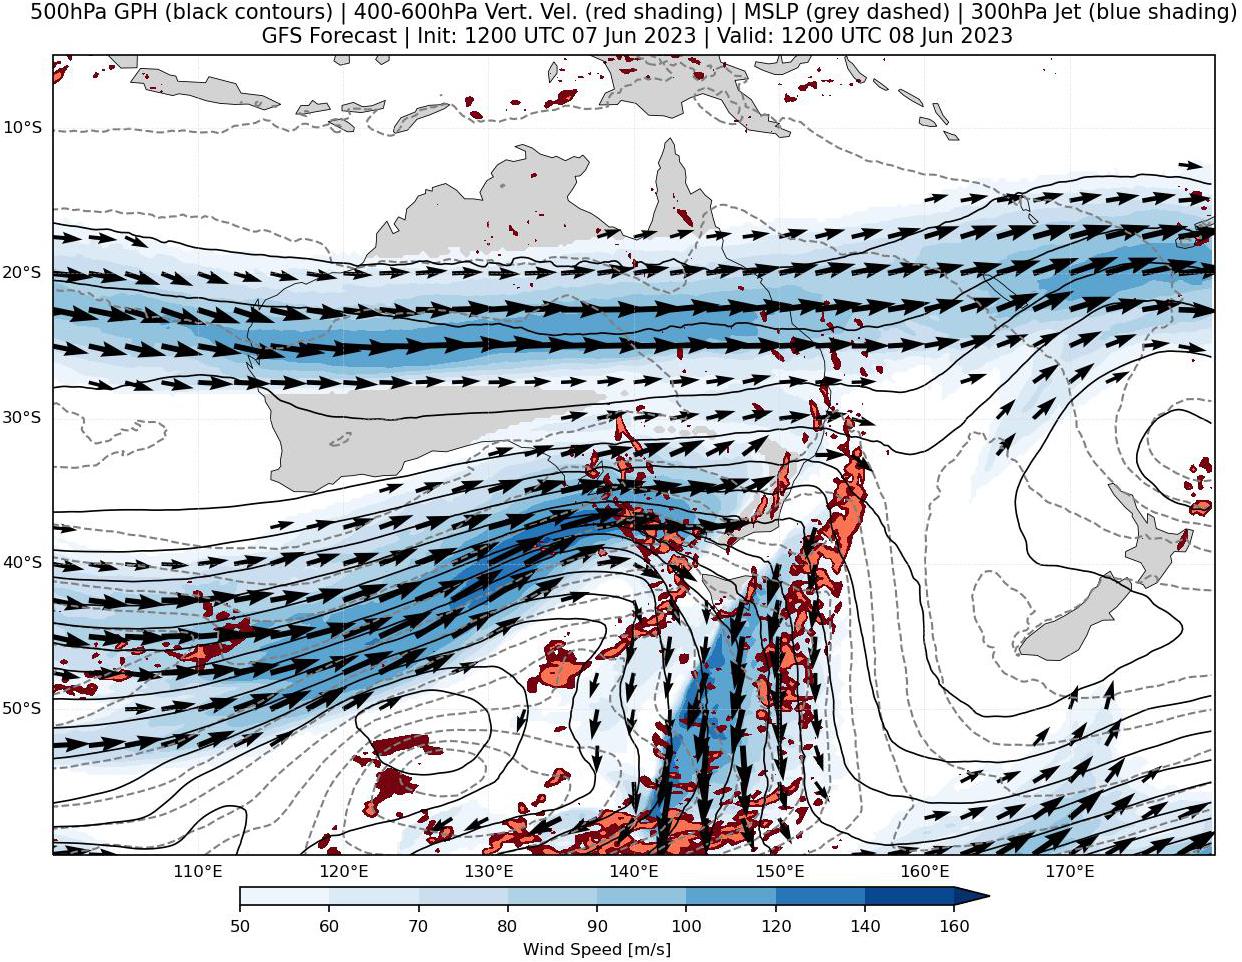 500hPa GPH (black contours) | 400-600hPa Vert. Vel. (red shading) | MSLP (grey dashed) | 300hPa Jet (blue shading)
GFS Forecast | Init: 1200 UTC 07 Jun 2023 | Valid: 1200 UTC 08 Jun 2023
10°S
20°S
30°S
40°S
50°S
110°E 120°E 130°E 140°E 150°E 160°E 170°E
50 60 70 80 90 100 120 140 160
Wind Speed [m/s]